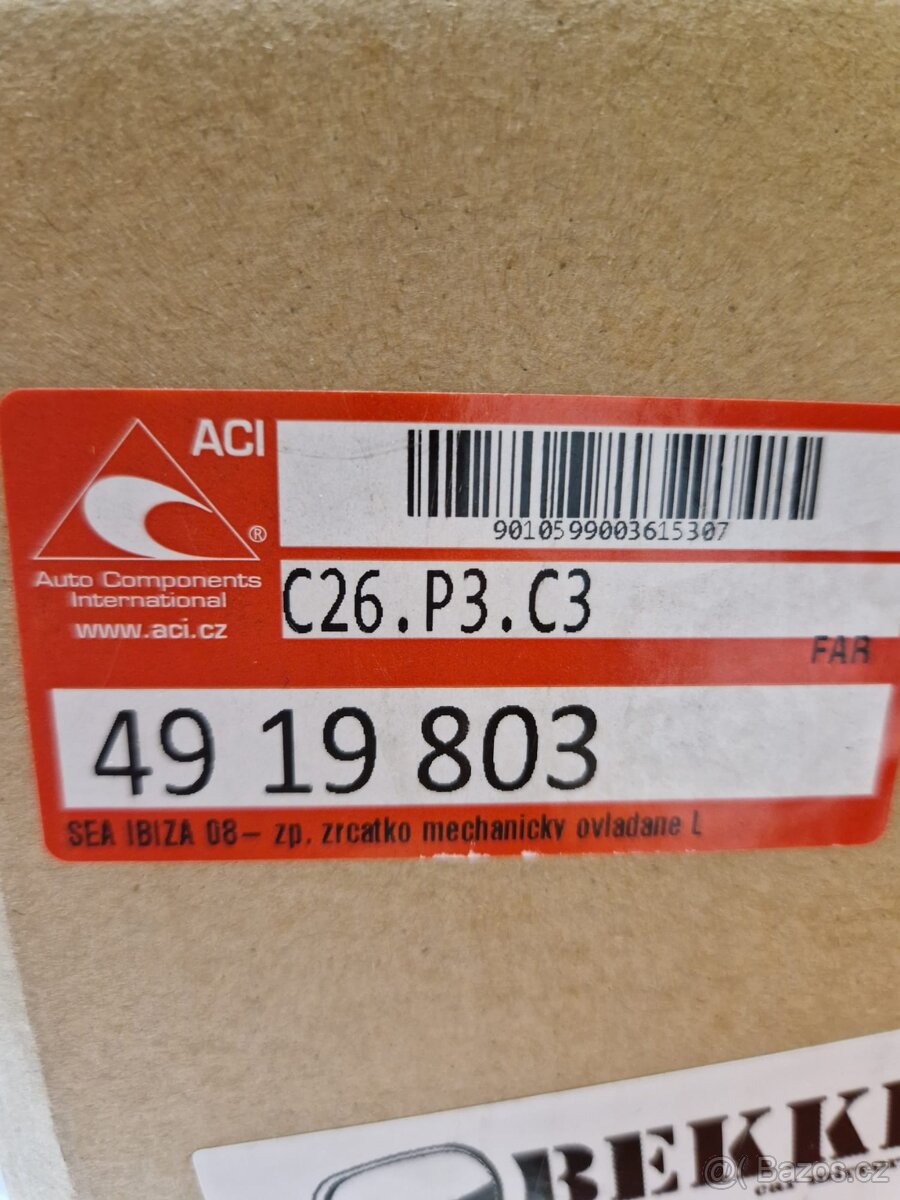 ACI
®
Auto Components
International
www.aci.cz
9010599003615307
C26.P3.C3
FAR
49 19 803
SEA IBIZA 08- zp. zrcatko mechanicky ovladane L
BEKK
@ Bazos.cz